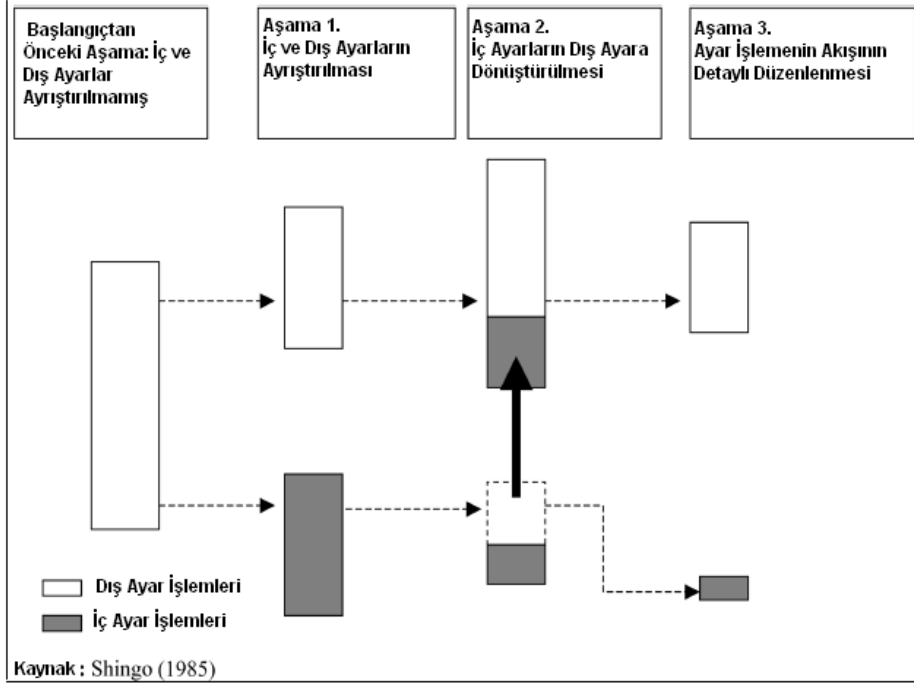 Başlangıçtan
Önceki Aşama: İç ve
Dış Ayarlar
Ayrıştırılmamış
Aşama 1.
İç ve Dış Ayarların
Ayrıştırılması
Aşama 2.
İç Ayarların Dış Ayara
Dönüştürülmesi
Aşama 3.
Ayar İşlemenin Akışının
Detaylı Düzenlenmesi
Dış Ayar İşlemleri
İç Ayar İşlemleri
Kaynak : Shingo (1985)